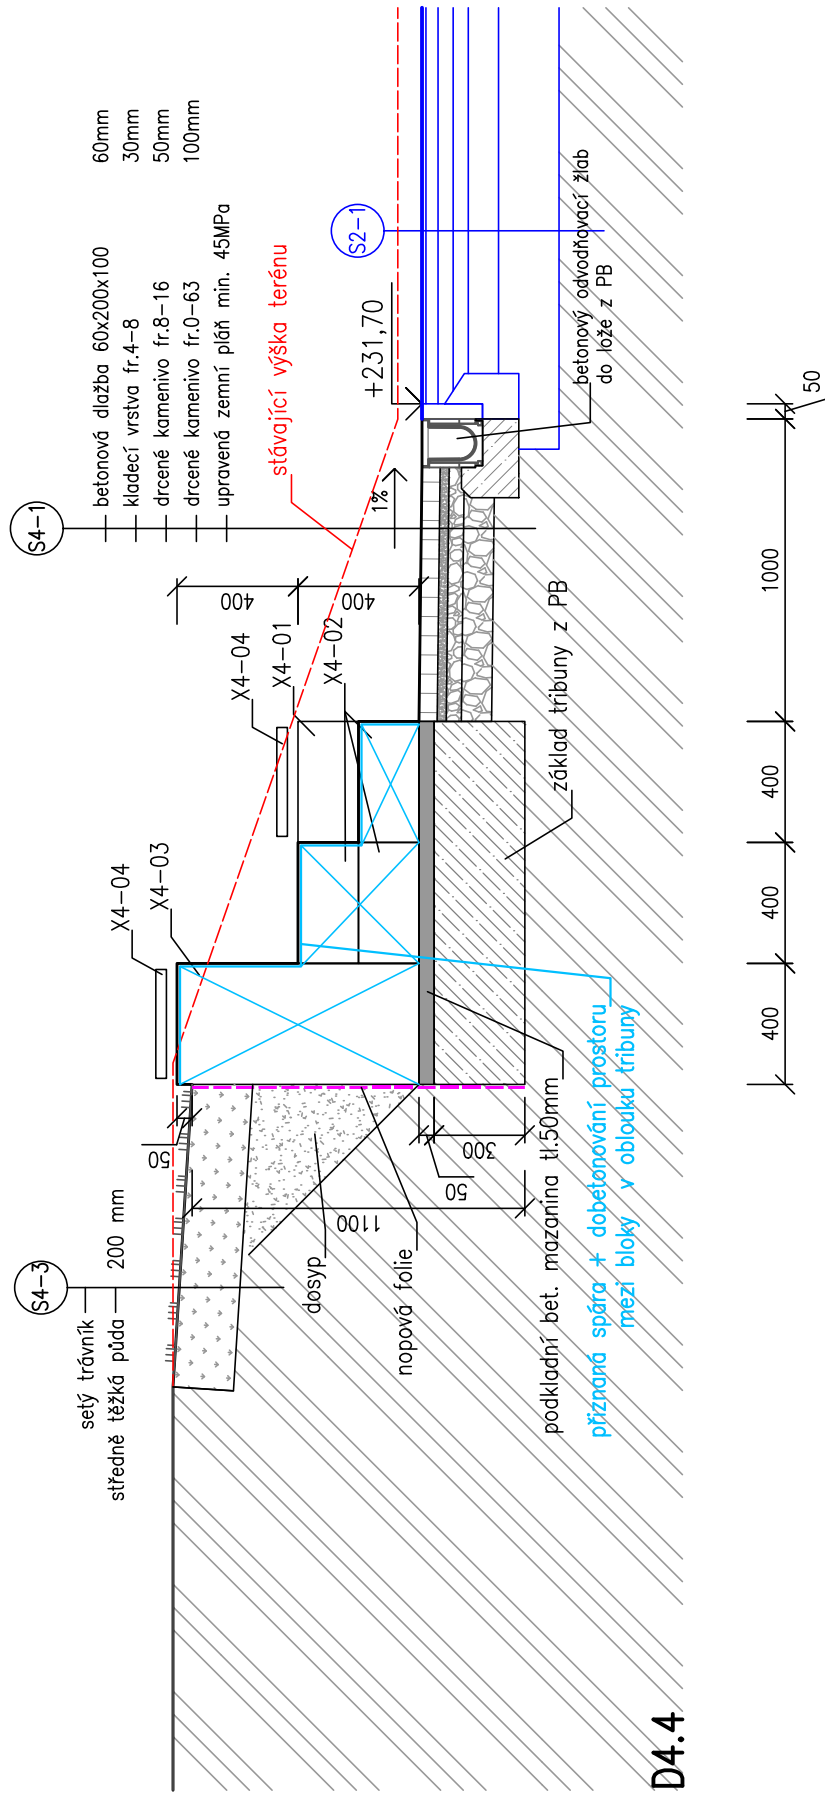 S4-3
setý trávník
středně těžká půda 200 mm
S4-1
betonová dlažba 60x200x100 60mm
kladecí vrstva fr.4-8 30mm
drcené kamenivo fr.8-16 50mm
drcené kamenivo fr.0-63 100mm
upravená zemní pláň min. 45MPa
stávající výška terénu
S2-1
+231,70
1%
X4-04
X4-03
X4-04
X4-01
X4-02
400
400
50
1100
50
300
dosyp
nopová folie
podkladní bet. mazanina tl.50mm
přiznaná spára + dobetonování prostoru
mezi bloky v oblouku tribuny
základ tribuny z PB
betonový odvodňovací žlab
do lože z PB
400
400
400
1000
50
D4.4